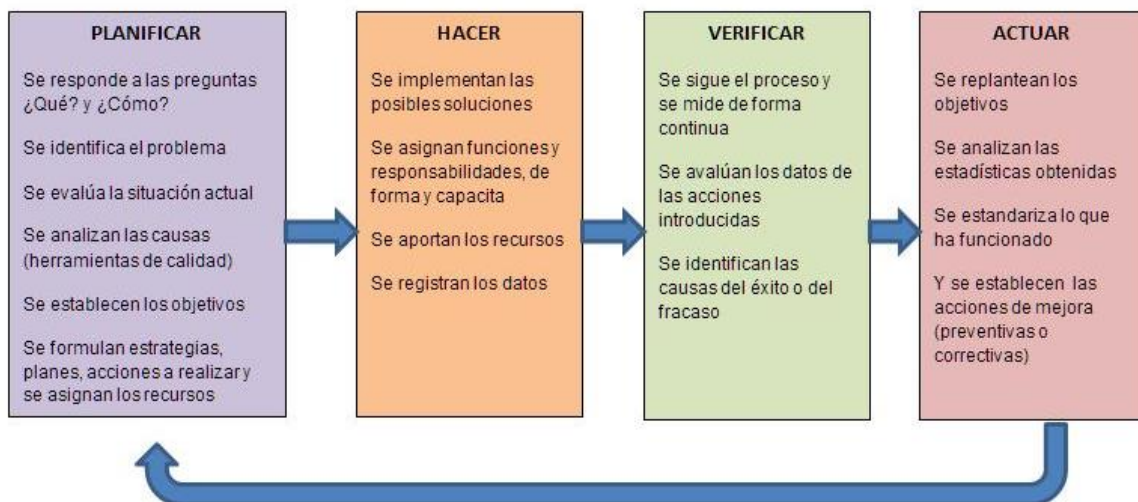 PLANIFICAR
Se responde a las preguntas
¿Qué? y ¿Cómo?
Se identifica el problema
Se evalúa la situación actual
Se analizan las causas
(herramientas de calidad)
Se establecen los objetivos
Se formulan estrategias,
planes, acciones a realizar y
se asignan los recursos
HACER
Se implementan las
posibles soluciones
Se asignan funciones y
responsabilidades, de
forma y capacita
Se aportan los recursos
Se registran los datos
VERIFICAR
Se sigue el proceso y
se mide de forma
continua
Se avalúan los datos de
las acciones
introducidas
Se identifican las
causas del éxito o del
fracaso
ACTUAR
Se replantean los
objetivos
Se analizan las
estadísticas obtenidas
Se estandariza lo que
ha funcionado
Y se establecen las
acciones de mejora
(preventivas o
correctivas)